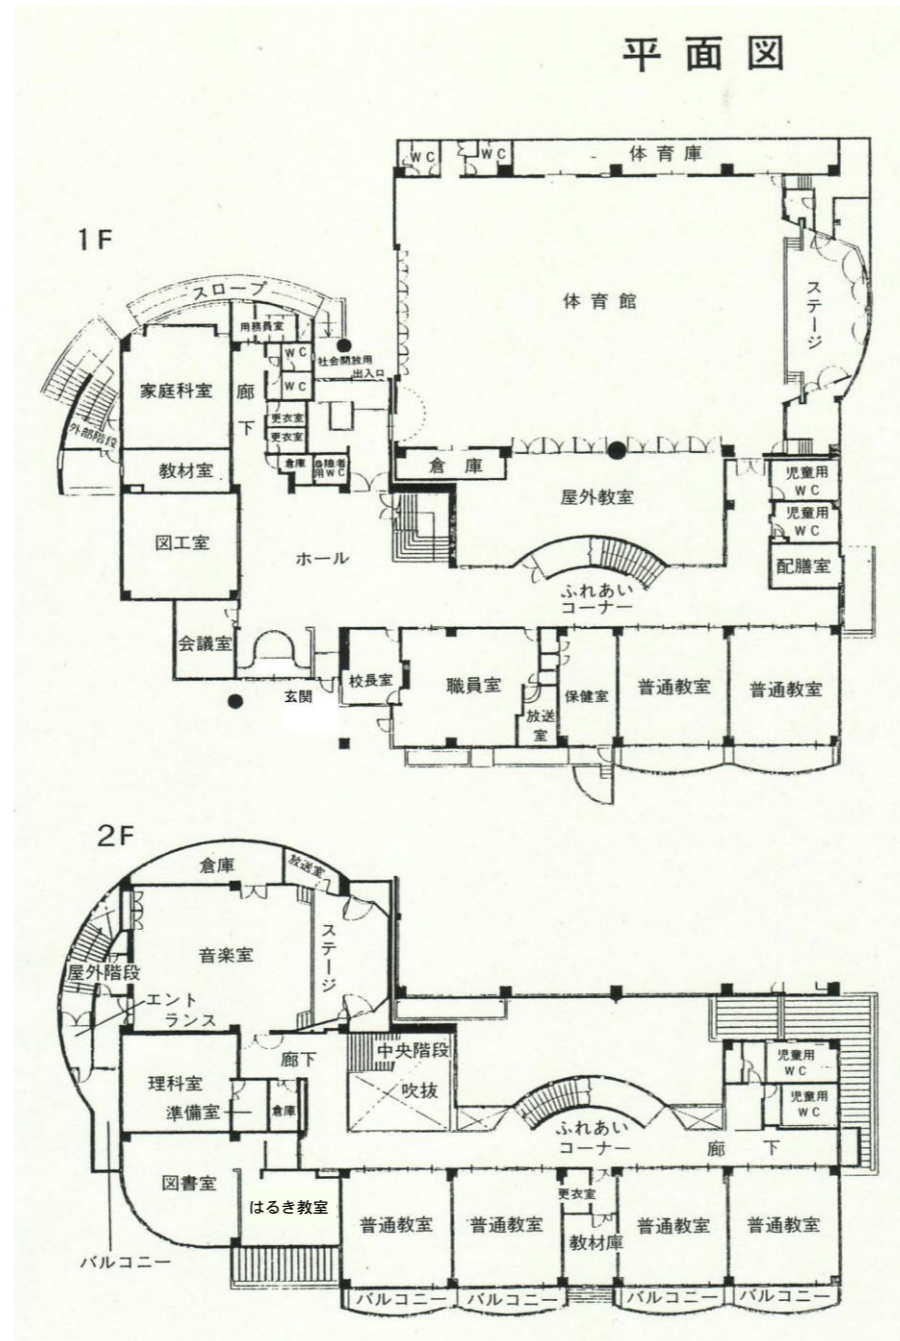 平面図
1F
WC
WC
体育庫
体育館
ステージ
スロープ
用務員室
WC
社会開放用
出入口
WC
家庭科室
廊下
更衣室
更衣室
外部階段
教材室
倉庫
身障者
用WC
倉庫
児童用
WC
屋外教室
児童用
WC
図工室
ホール
配膳室
ふれあい
コーナー
会議室
玄関
校長室
職員室
放送
室
保健室
普通教室
普通教室
2F
倉庫
放送室
音楽室
ステージ
屋外階段
エント
ランス
廊下
中央階段
児童用
WC
理科室
吹抜
準備室
倉庫
児童用
WC
ふれあい
コーナー
廊下
図書室
はるき教室
普通教室
普通教室
更衣室
教材庫
普通教室
普通教室
バルコニー
バルコニー
バルコニー
バルコニー
バルコニー